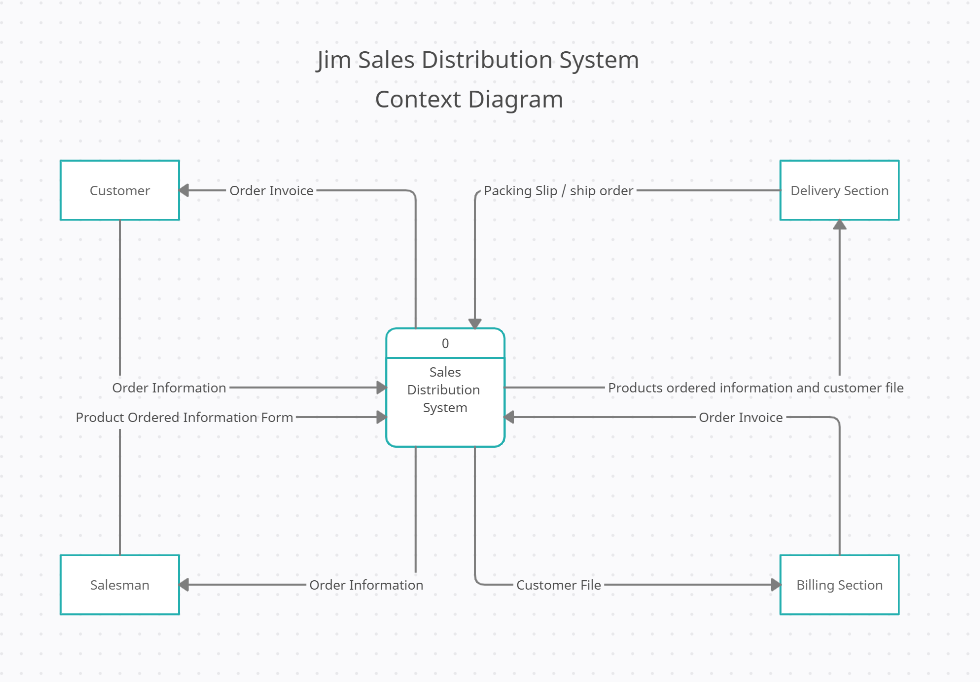 Jim Sales Distribution System
Context Diagram
Customer
Order Invoice
Packing Slip / ship order
Delivery Section
0
Sales
Distribution
System
Order Information
Products ordered information and customer file
Product Ordered Information Form
Order Invoice
Salesman
Order Information
Customer File
Billing Section